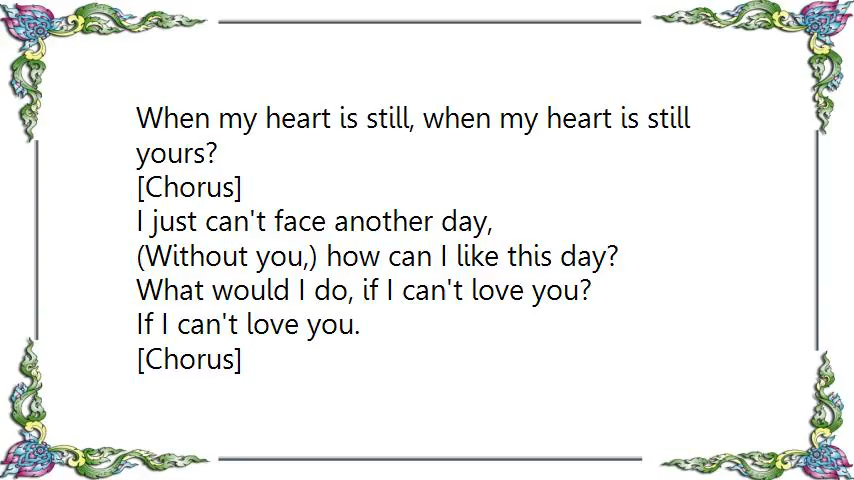 When my heart is still, when my heart is still
yours?
[Chorus]
I just can't face another day,
(Without you,) how can I like this day?
What would I do, if I can't love you?
If I can't love you.
[Chorus]